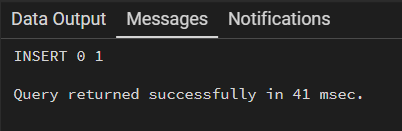 Data Output Messages Notifications
INSERT 0 1
Query returned successfully in 41 msec.